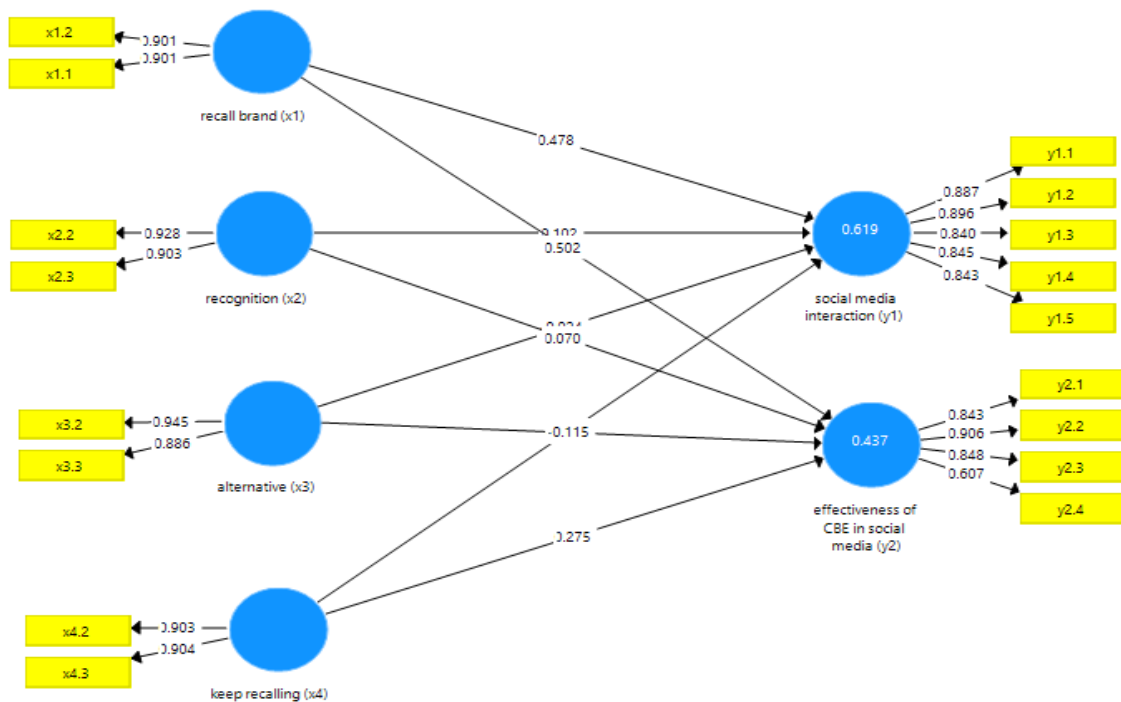 x1.2
0.901
x1.1
0.901
recall brand (x1)
0.478
x2.2
0.928
x2.3
0.903
recognition (x2)
0.102
0.502
0.070
x3.2
0.945
x3.3
0.886
alternative (x3)
-0.115
x4.2
0.903
x4.3
0.904
keep recalling (x4)
0.275
0.619
social media
interaction (y1)
0.887
y1.1
0.896
y1.2
0.840
y1.3
0.845
y1.4
0.843
y1.5
0.437
effectiveness of
CBE in social
media (y2)
0.843
y2.1
0.906
y2.2
0.848
y2.3
0.607
y2.4